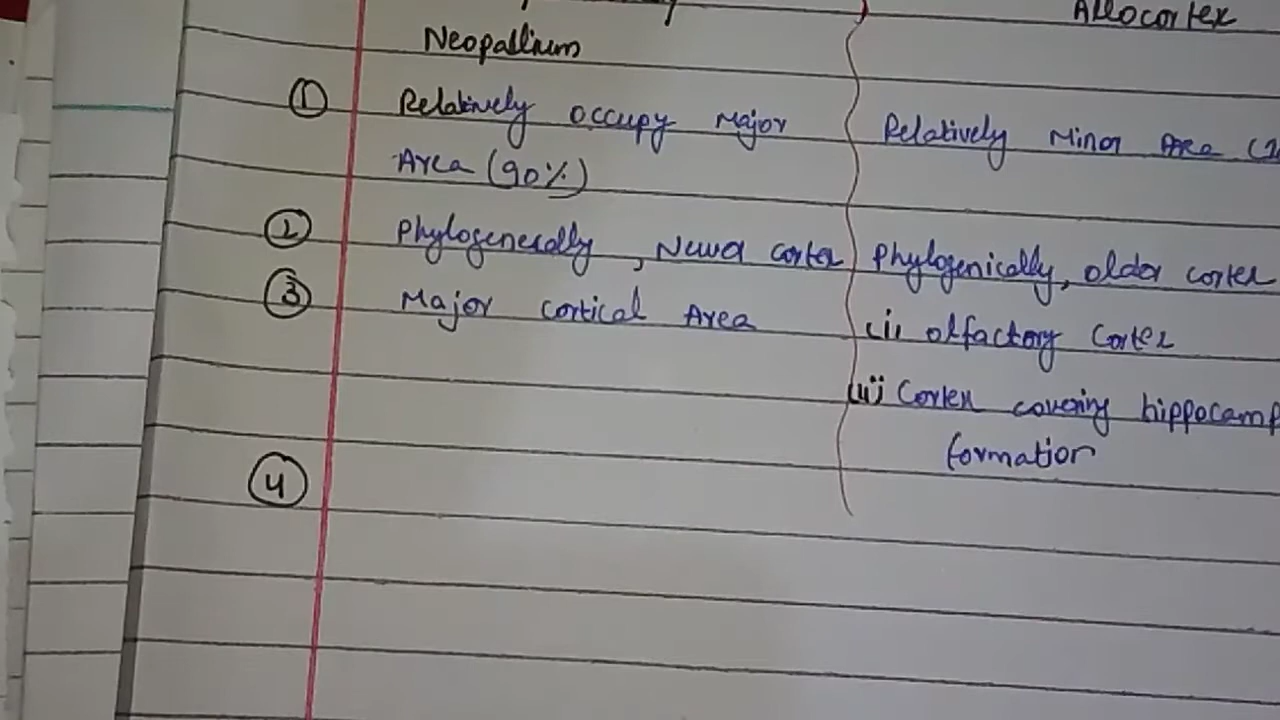 Allocortex
Neopallium
① Relatively occupy Major Relatively Minor Area
Area (90%)
② Phylogenerally, Newer cortex Phylogenically, older cortex
③ Major cortical Area (i) olfactory Cortex
(ii) Cortex covering hippocamp
formation
④